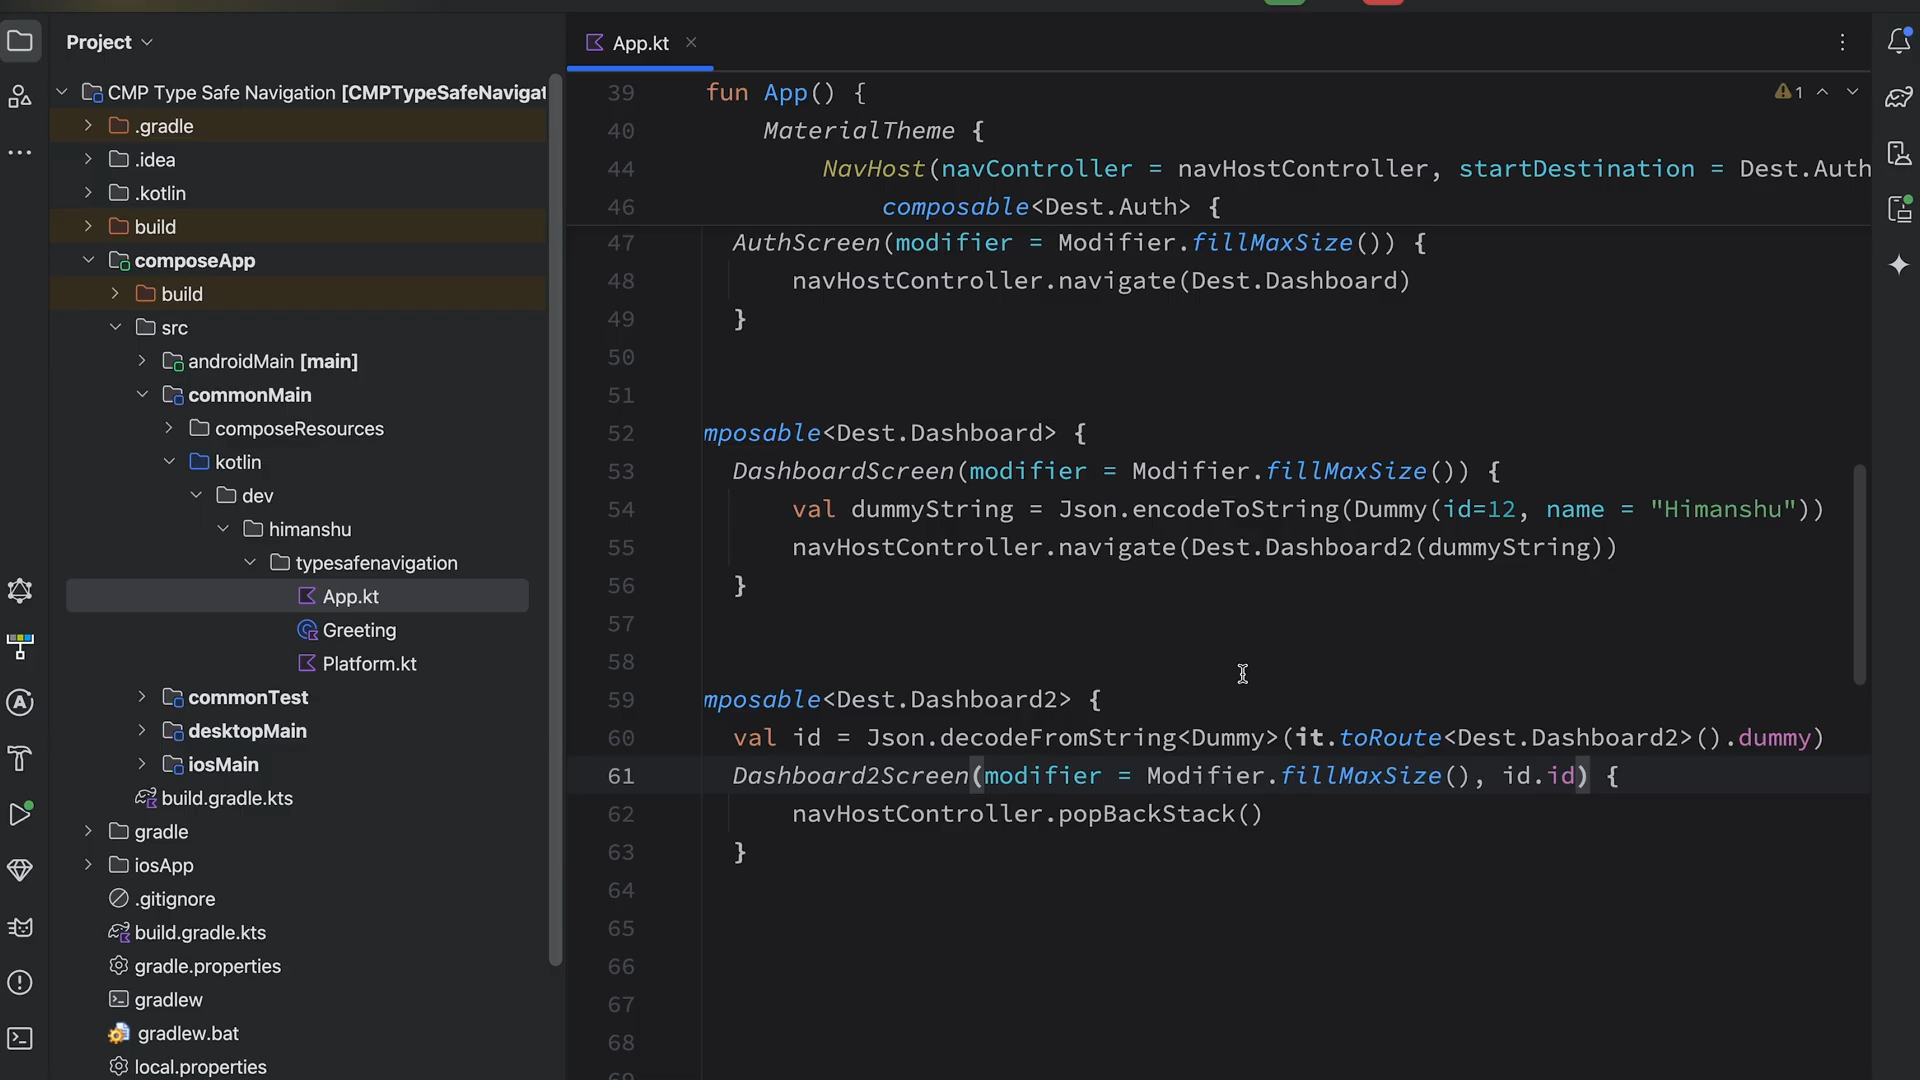 Project
CMP Type Safe Navigation [CMPTypeSafeNavigat
.gradle
.idea
.kotlin
build
composeApp
build
src
androidMain [main]
commonMain
composeResources
kotlin
dev
himanshu
typesafenavigation
App.kt
Greeting
Platform.kt
commonTest
desktopMain
iosMain
build.gradle.kts
gradle
iosApp
.gitignore
build.gradle.kts
gradle.properties
gradlew
gradlew.bat
local.properties
App.kt
39 fun App() {
1
40 MaterialTheme {
44 NavHost(navController = navHostController, startDestination = Dest.Auth
46 composable<Dest.Auth> {
47 AuthScreen(modifier = Modifier.fillMaxSize()) {
48 navHostController.navigate(Dest.Dashboard)
49 }
50
51
52 mposable<Dest.Dashboard> {
53 DashboardScreen(modifier = Modifier.fillMaxSize()) {
54 val dummyString = Json.encodeToString(Dummy(id=12, name = "Himanshu"))
55 navHostController.navigate(Dest.Dashboard2(dummyString))
56 }
57
58
59 mposable<Dest.Dashboard2> {
60 val id = Json.decodeFromString<Dummy>(it.toRoute<Dest.Dashboard2>().dummy)
61 Dashboard2Screen(modifier = Modifier.fillMaxSize(), id.id) {
62 navHostController.popBackStack()
63 }
64
65
66
67
68